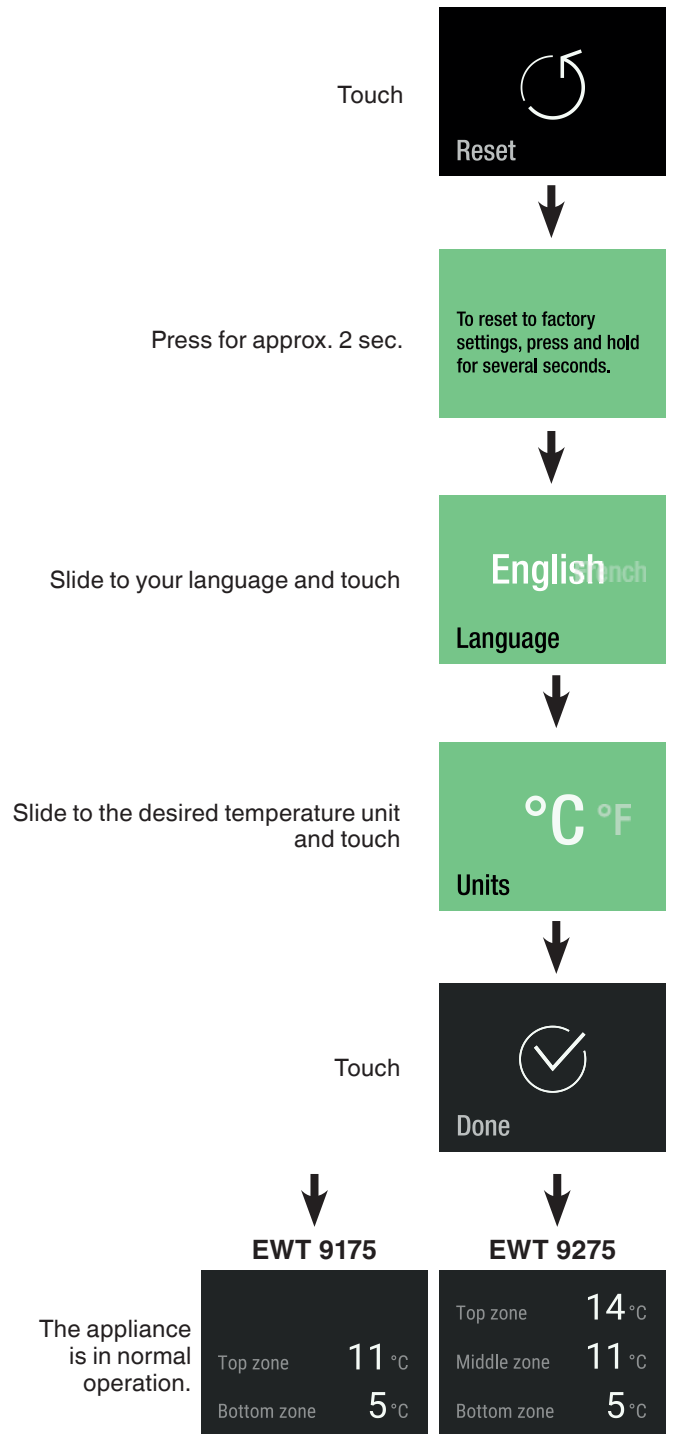 Touch
Reset
Press for approx. 2 sec.
To reset to factory
settings, press and hold
for several seconds.
Slide to your language and touch
English French
Language
Slide to the desired temperature unit
and touch
°C °F
Units
Touch
Done
EWT 9175
EWT 9275
The appliance
is in normal
operation.
Top zone 11 °C
Bottom zone 5 °C
Top zone 14 °C
Middle zone 11 °C
Bottom zone 5 °C